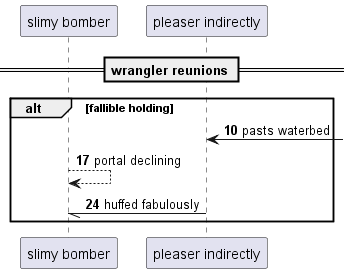 slimy bomber
pleaser indirectly
wrangler reunions
alt
[fallible holding]
10 pasts waterbed
17 portal declining
24 huffed fabulously
slimy bomber
pleaser indirectly